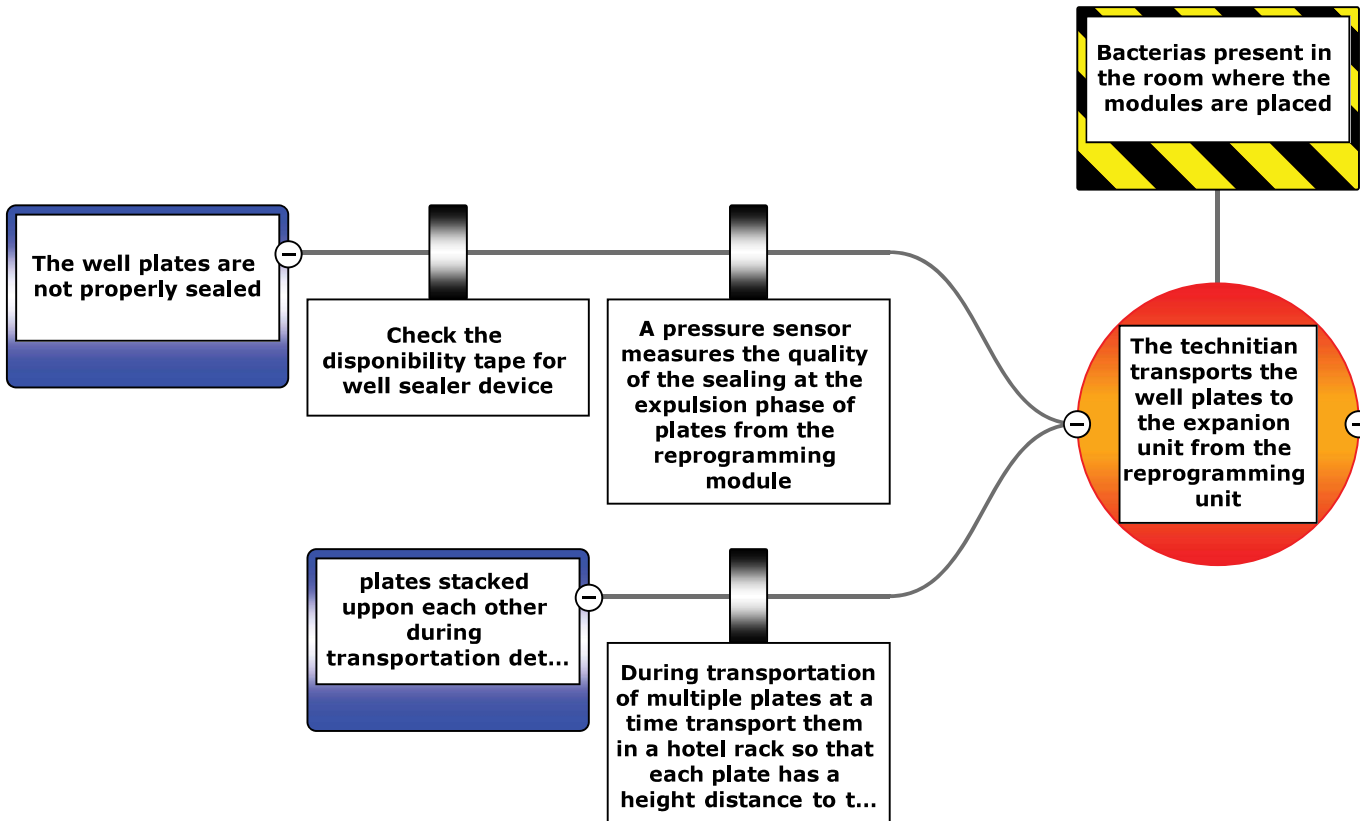 Bacterias present in
the room where the
modules are placed
The well plates are
not properly sealed
Check the
disponibility tape for
well sealer device
A pressure sensor
measures the quality
of the sealing at the
expulsion phase of
plates from the
reprogramming
module
The technitian
transports the
well plates to
the expanion
unit from the
reprogramming
unit
plates stacked
uppon each other
during
transportation det...
During transportation
of multiple plates at a
time transport them
in a hotel rack so that
each plate has a
height distance to t...